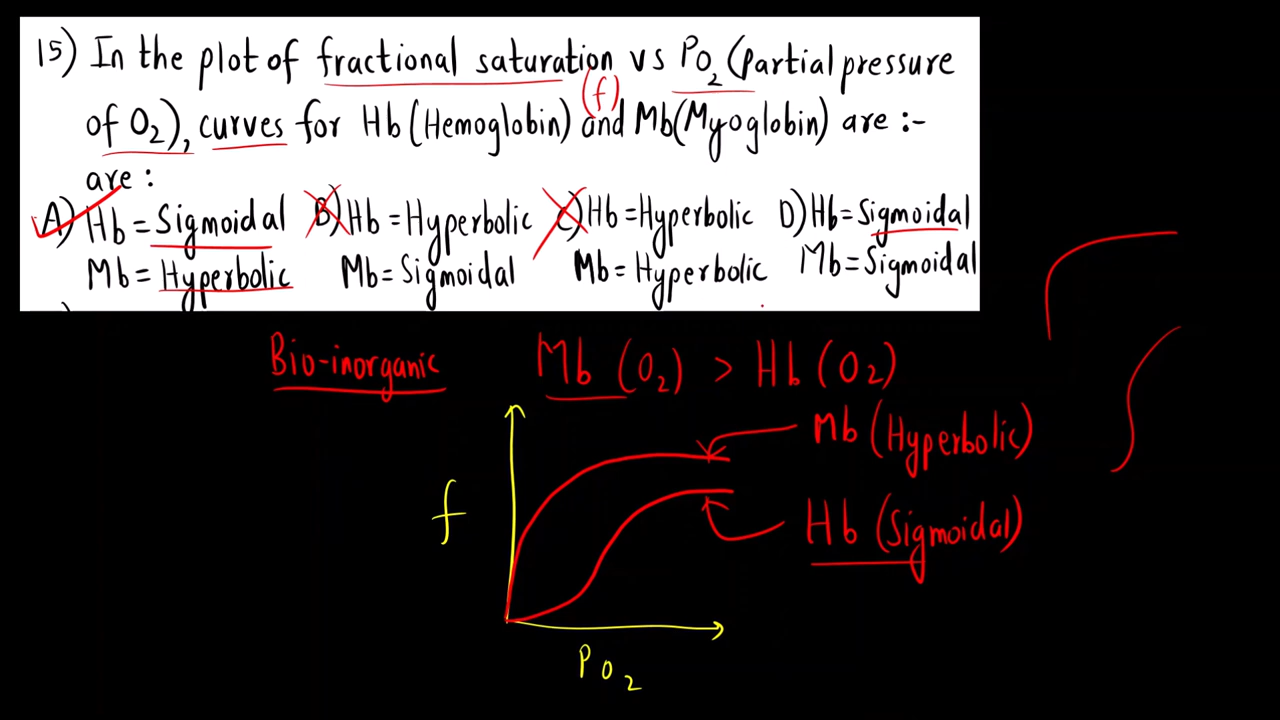 15) In the plot of fractional saturation vs PO2 (Partial pressure
(f)
of O2), curves for Hb (Hemoglobin) and Mb(Myoglobin) are :-
are :
A) Hb = Sigmoidal B) Hb = Hyperbolic C) Hb = Hyperbolic D) Hb = Sigmoidal
Mb = Hyperbolic Mb = Sigmoidal Mb = Hyperbolic Mb = Sigmoidal
Bio-inorganic Mb (O2) > Hb (O2)
Mb (Hyperbolic)
f
Hb (Sigmoidal)
PO2